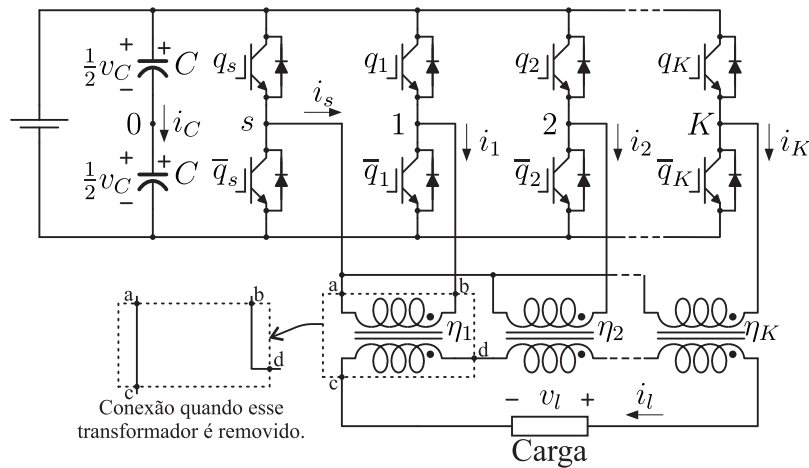 ½v_C + − + C
q_s
q_1
q_2
q_K
i_s
0 i_C s 1 i_1 2 i_2 K i_K
½v_C + − + C
q̅_s
q̅_1
q̅_2
q̅_K
a b
a b
η_1 η_2 η_K
d
d
c
c
Conexão quando esse
transformador é removido.
− v_l + i_l
Carga